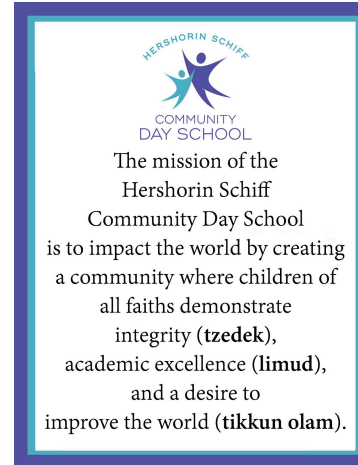 HERSHORIN SCHIFF
COMMUNITY
DAY SCHOOL
The mission of the
Hershorin Schiff
Community Day School
is to impact the world by creating
a community where children of
all faiths demonstrate
integrity (tzedek),
academic excellence (limud),
and a desire to
improve the world (tikkun olam).